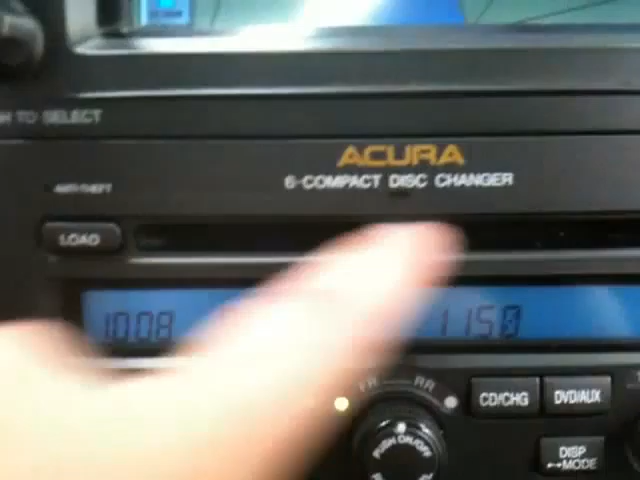 H TO SELECT
ACURA
6-COMPACT DISC CHANGER
ANTI-THEFT
LOAD
10:08
1150
FR RR
CD/CHG
DVD/AUX
PUSH ON/OFF
DISP
MODE